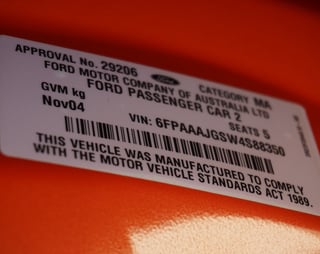 APPROVAL No. 29206 Ford CATEGORY MA
FORD MOTOR COMPANY OF AUSTRALIA LTD
GVM kg FORD PASSENGER CAR 2
Nov04 SEATS 5
VIN: 6FPAAAJGSW4S88350
THIS VEHICLE WAS MANUFACTURED TO COMPLY
WITH THE MOTOR VEHICLE STANDARDS ACT 1989.